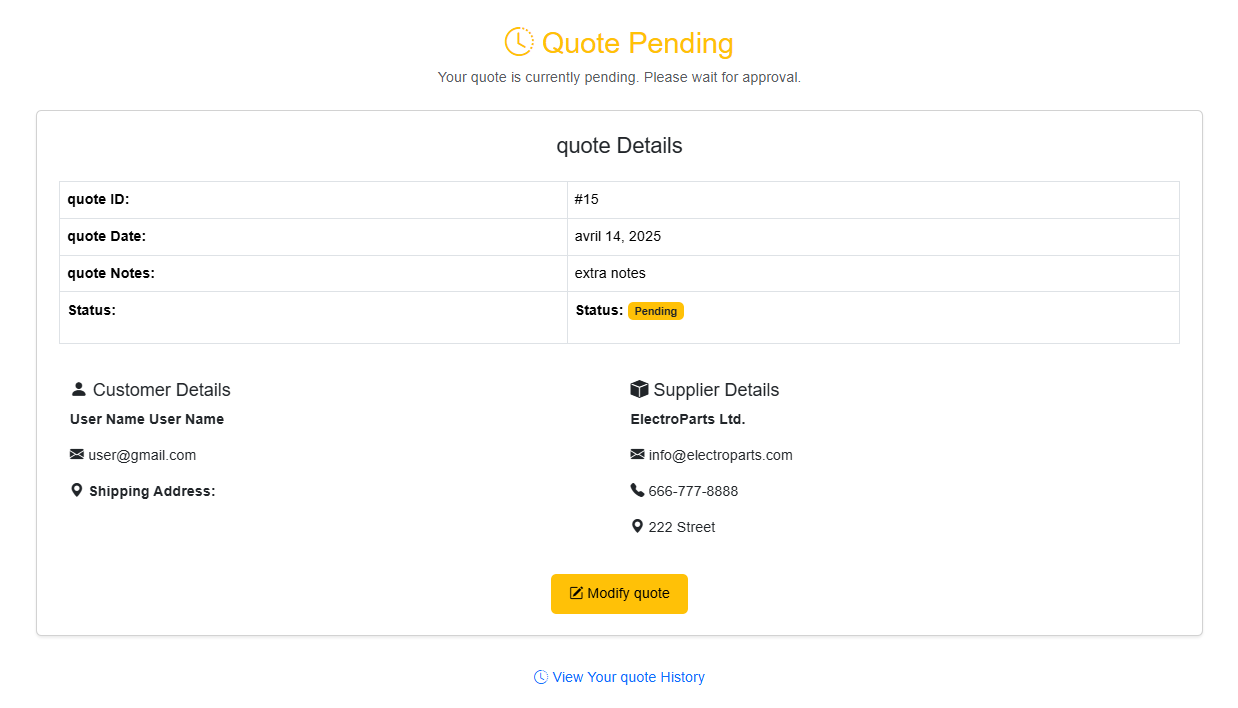 Quote Pending
Your quote is currently pending. Please wait for approval.
quote Details
quote ID: #15
quote Date: avril 14, 2025
quote Notes: extra notes
Status: Status: Pending
Customer Details
User Name User Name
user@gmail.com
Shipping Address:
Supplier Details
ElectroParts Ltd.
info@electroparts.com
666-777-8888
222 Street
Modify quote
View Your quote History